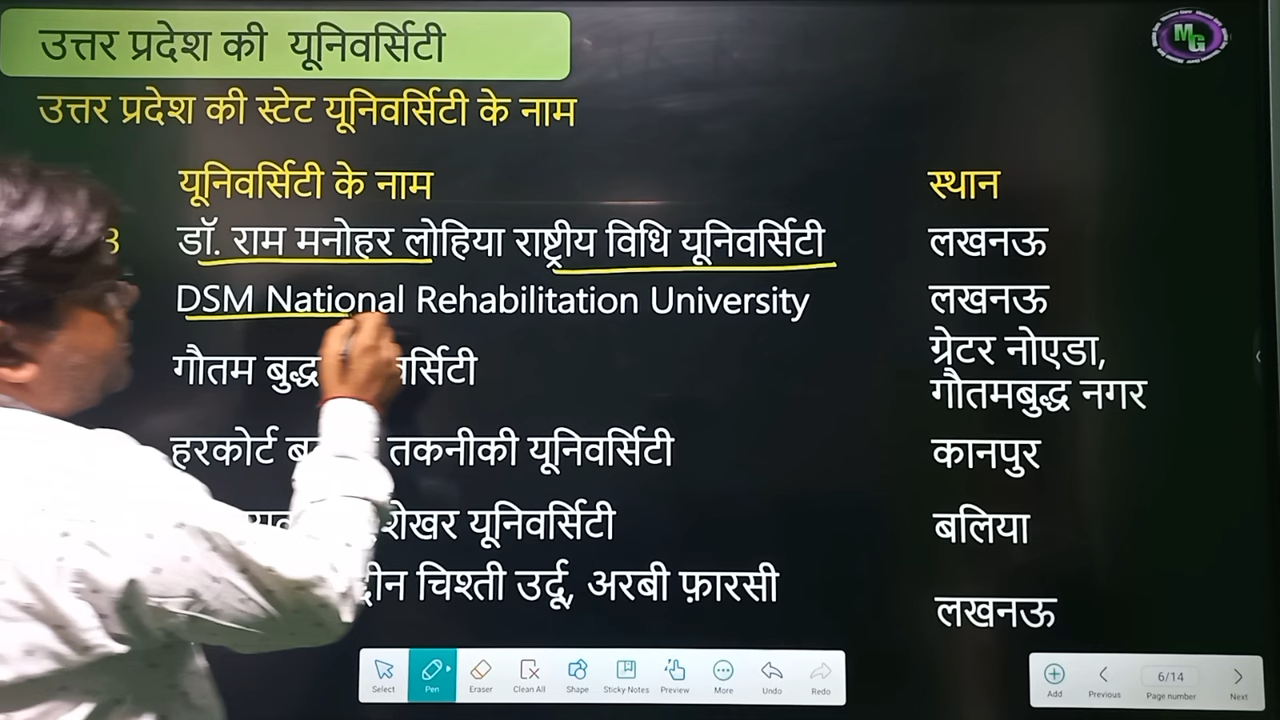 उत्तर प्रदेश की यूनिवर्सिटी
MG
उत्तर प्रदेश की स्टेट यूनिवर्सिटी के नाम
यूनिवर्सिटी के नाम स्थान
डॉ. राम मनोहर लोहिया राष्ट्रीय विधि यूनिवर्सिटी लखनऊ
DSM National Rehabilitation University लखनऊ
गौतम बुद्ध ग्रेटर नोएडा,
गौतमबुद्ध नगर
हरकोर्ट तकनीकी यूनिवर्सिटी कानपुर
यूनिवर्सिटी बलिया
चिश्ती उर्दू, अरबी फ़ारसी
लखनऊ
Select Pen Eraser Clean All Shape Sticky Notes Preview More Undo Redo
Add Previous 6/14 Page number Next